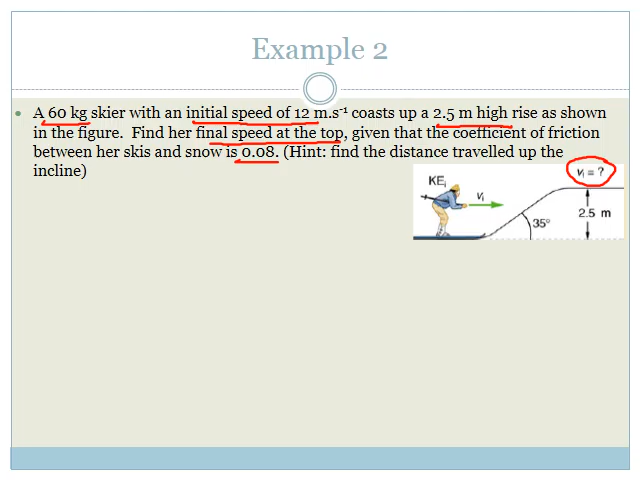 Example 2
• A 60 kg skier with an initial speed of 12 m.s⁻¹ coasts up a 2.5 m high rise as shown
in the figure. Find her final speed at the top, given that the coefficient of friction
between her skis and snow is 0.08. (Hint: find the distance travelled up the
incline)
vᵢ = ?
KEᵢ
vᵢ
2.5 m
35°